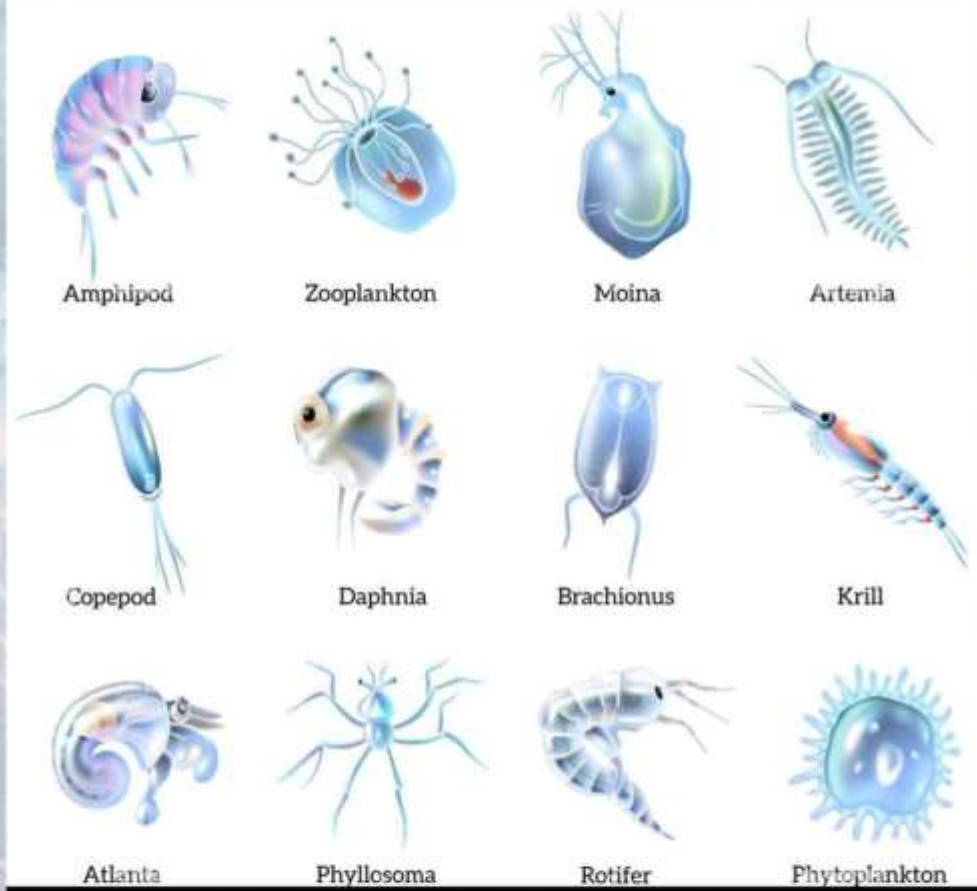 Amphipod
Zooplankton
Moina
Artemia
Copepod
Daphnia
Brachionus
Krill
Atlanta
Phyllosoma
Rotifer
Phytoplankton